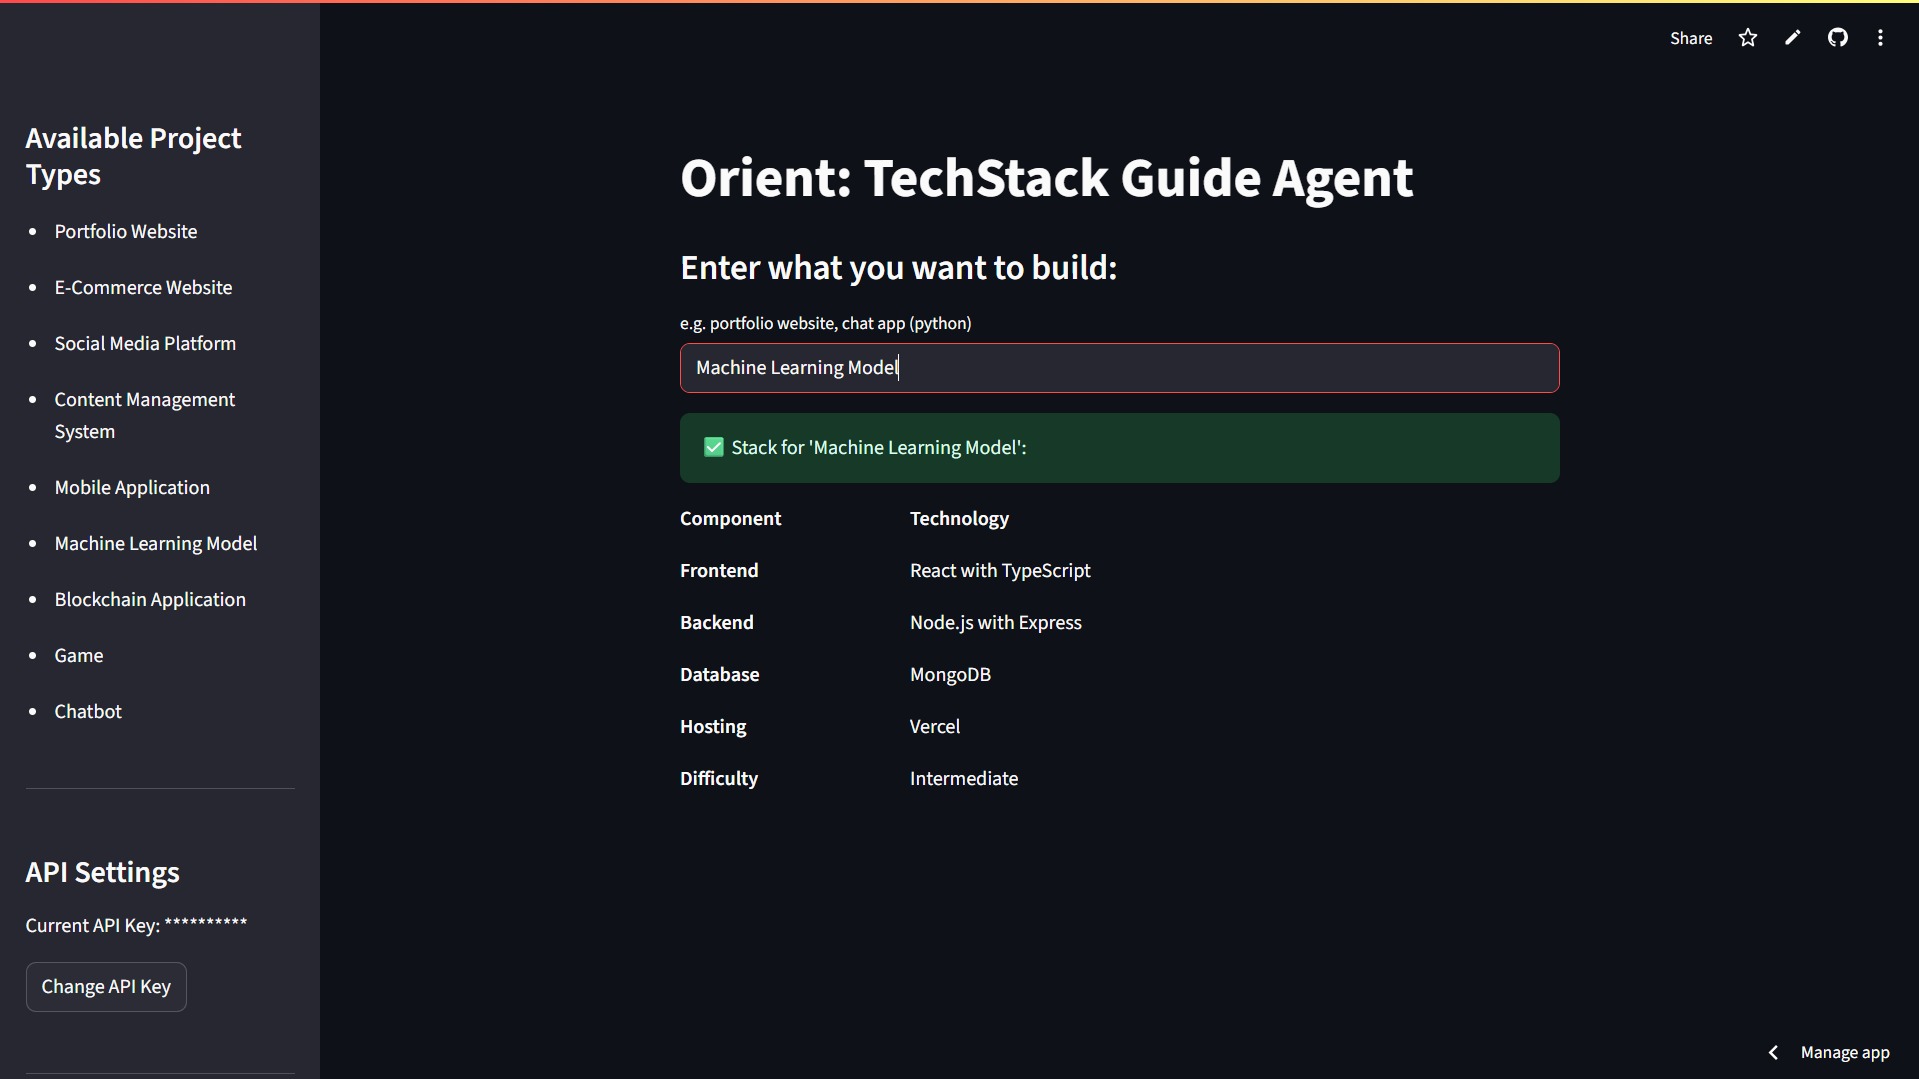 Share
Available Project
Types
Portfolio Website
E-Commerce Website
Social Media Platform
Content Management
System
Mobile Application
Machine Learning Model
Blockchain Application
Game
Chatbot
API Settings
Current API Key: **********
Change API Key
Orient: TechStack Guide Agent
Enter what you want to build:
e.g. portfolio website, chat app (python)
Machine Learning Model
✅ Stack for 'Machine Learning Model':
Component Technology
Frontend React with TypeScript
Backend Node.js with Express
Database MongoDB
Hosting Vercel
Difficulty Intermediate
Manage app